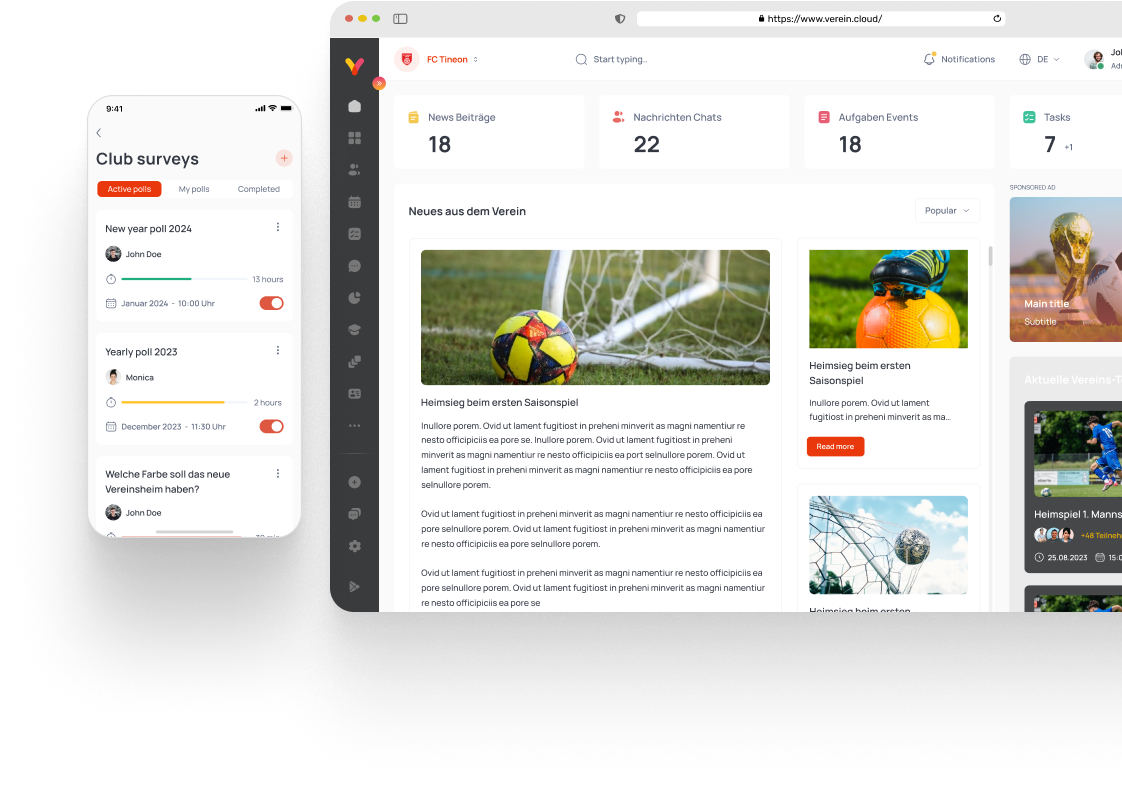 9:41
Club surveys
Active polls
My polls
Completed
New year poll 2024
John Doe
13 hours
Januar 2024 - 10:00 Uhr
Yearly poll 2023
Monica
2 hours
December 2023 - 11:30 Uhr
Welche Farbe soll das neue
Vereinsheim haben?
John Doe
https://www.verein.cloud/
FC Tineon
Start typing..
Notifications
DE
News Beiträge
18
Nachrichten Chats
22
Aufgaben Events
18
Tasks
7 +1
Neues aus dem Verein
Popular
Heimsieg beim ersten Saisonspiel
Inullore porem. Ovid ut lament fugitiost in preheni minverit as magni namentiur re
nesto officipiciis ea pore se. Inullore porem. Ovid ut lament fugitiost in preheni
minverit as magni namentiur re nesto officipiciis ea port selnullore porem. Ovid ut
lament fugitiost in preheni minverit as magni namentiur re nesto officipiciis ea pore
selnullore porem.
Ovid ut lament fugitiost in preheni minverit as magni namentiur re nesto officipiciis ea
pore selnullore porem. Ovid ut lament fugitiost in preheni minverit as magni namentiur
re nesto officipiciis ea pore selnullore porem.
Ovid ut lament fugitiost in preheni minverit as magni namentiur re nesto officipiciis ea
pore selnullore porem. Ovid ut lament fugitiost in preheni minverit as magni namentiur
re nesto officipiciis ea pore se
Heimsieg beim ersten
Saisonspiel
Inullore porem. Ovid ut lament
fugitiost in preheni minverit as ma...
Read more
Heimsieg beim ersten
SPONSORED AD
Main title
Subtitle
Aktuelle Vereins-T
Heimspiel 1. Manns
+48 Teilneh
25.08.2023
15:0